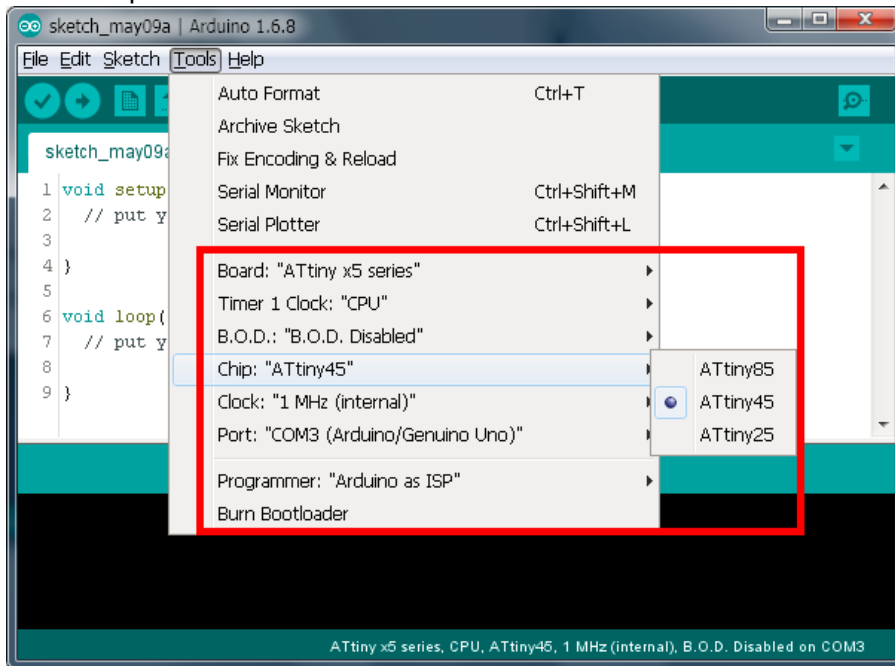 sketch_may09a | Arduino 1.6.8
File Edit Sketch Tools Help
Auto Format Ctrl+T
Archive Sketch
sketch_may09a
Fix Encoding & Reload
Serial Monitor Ctrl+Shift+M
Serial Plotter Ctrl+Shift+L
1 void setup
2 // put y
3
4 }
5
6 void loop(
7 // put y
8
9 }
Board: "ATtiny x5 series"
Timer 1 Clock: "CPU"
B.O.D.: "B.O.D. Disabled"
Chip: "ATtiny45"
Clock: "1 MHz (internal)"
Port: "COM3 (Arduino/Genuino Uno)"
ATtiny85
ATtiny45
ATtiny25
Programmer: "Arduino as ISP"
Burn Bootloader
ATtiny x5 series, CPU, ATtiny45, 1 MHz (internal), B.O.D. Disabled on COM3